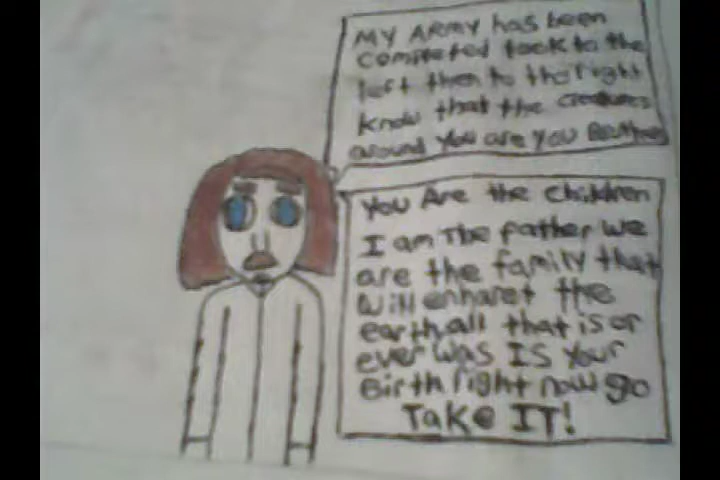 MY ARMY has been
completed look to the
left then to the right
know that the creatures
around you are you Brothers
You Are the children
I am The father we
are the family that
will enharet the
earth all that is or
ever was IS Your
Birth right now go
Take IT!